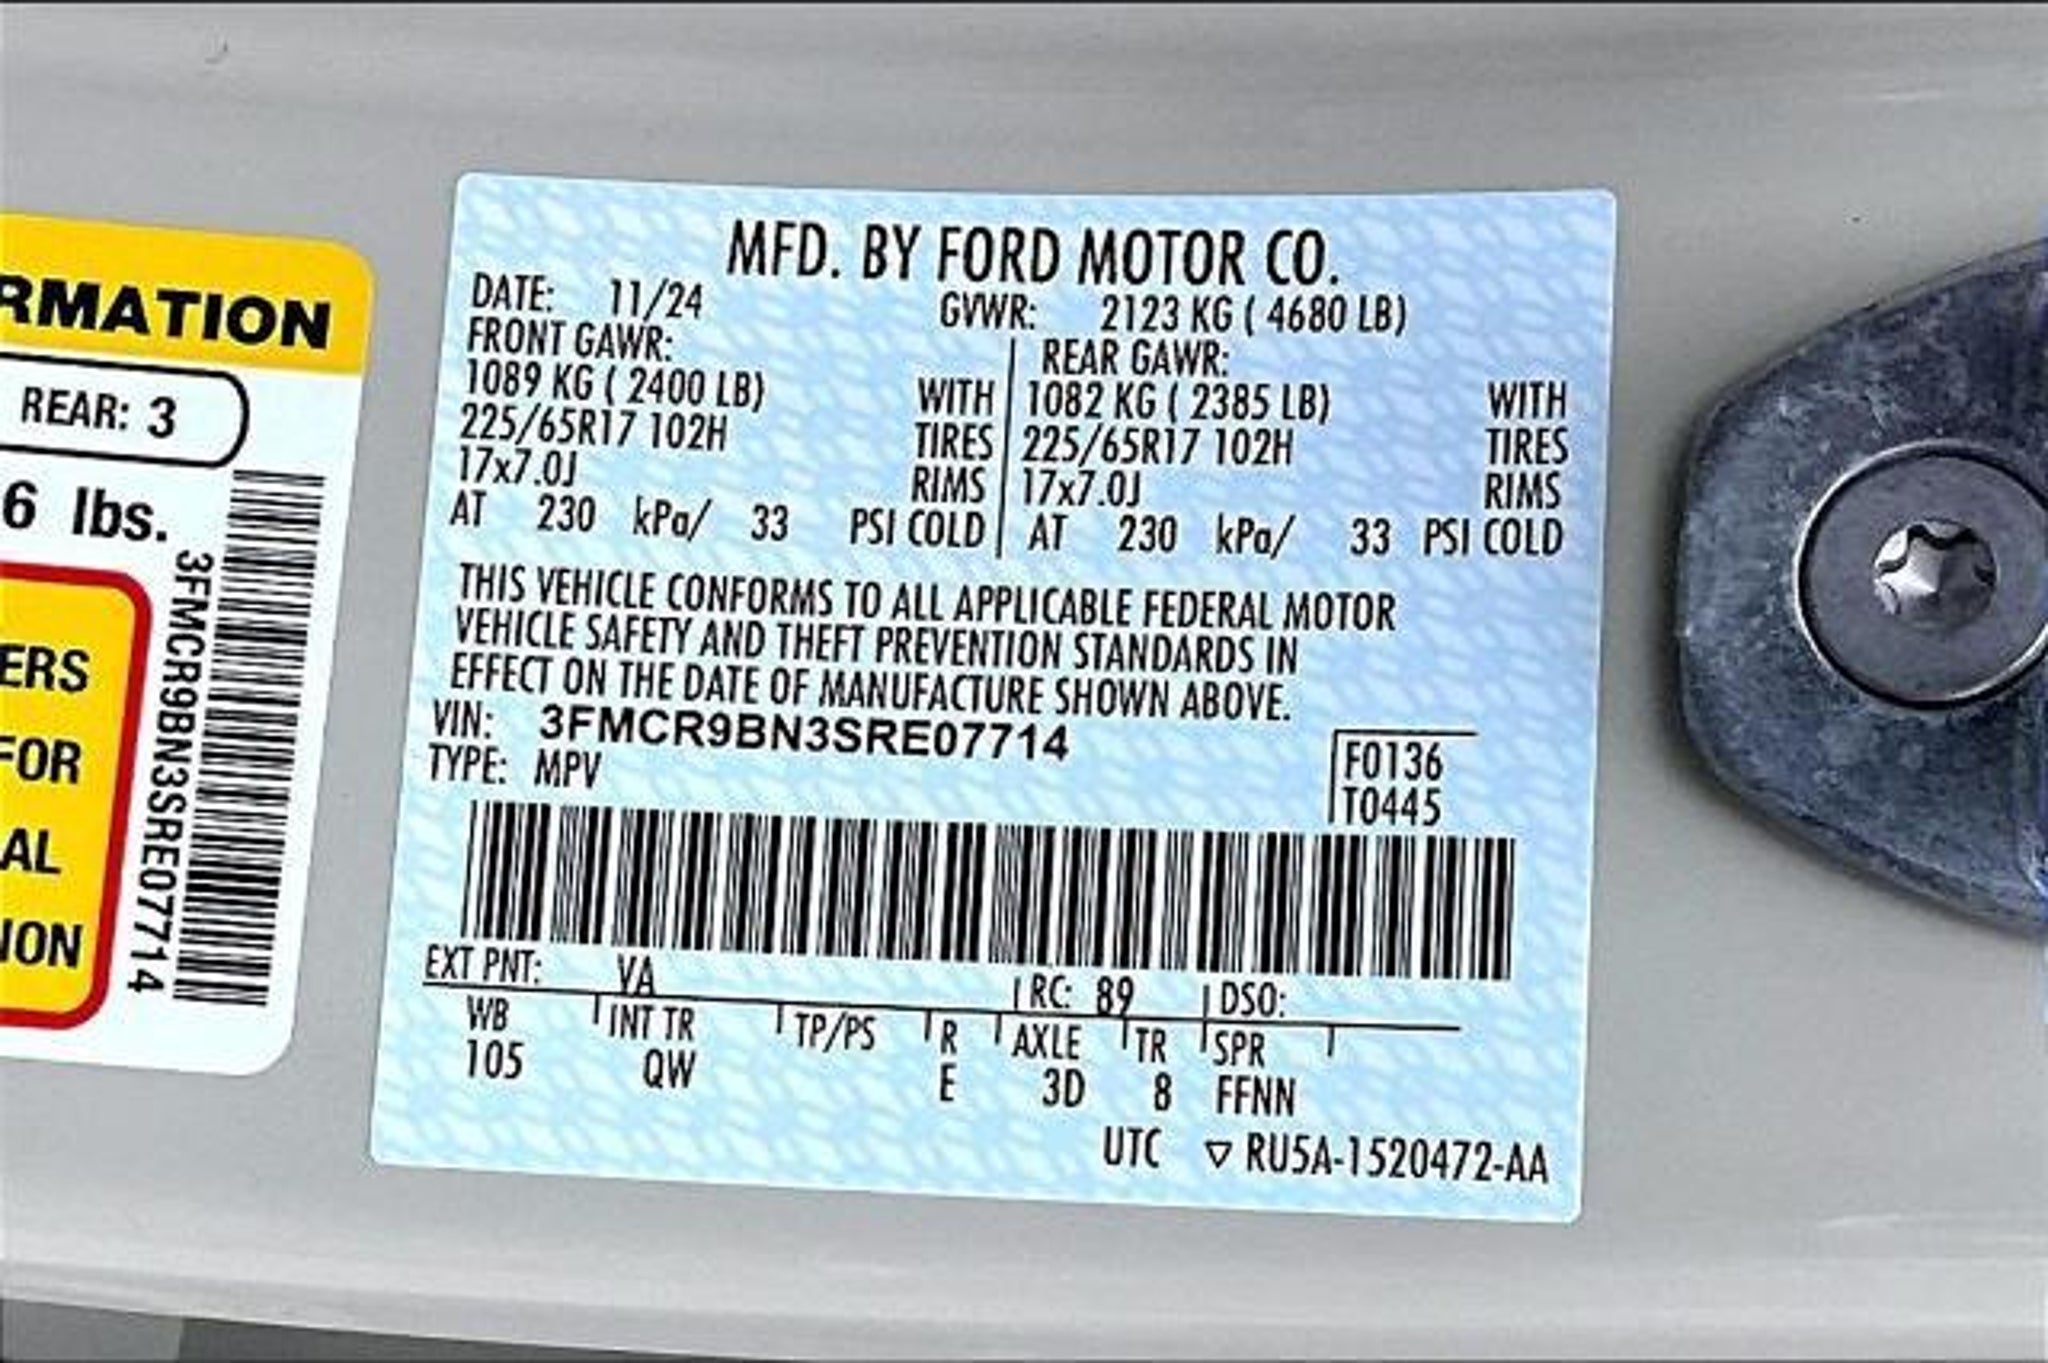 RMATION
REAR: 3
6 lbs.
ERS
FOR
AL
ION
3FMCR9BN3SRE07714
MFD. BY FORD MOTOR CO.
DATE: 11/24 GVWR: 2123 KG ( 4680 LB)
FRONT GAWR: REAR GAWR:
1089 KG ( 2400 LB) WITH 1082 KG ( 2385 LB) WITH
225/65R17 102H TIRES 225/65R17 102H TIRES
17x7.0J RIMS 17x7.0J RIMS
AT 230 kPa/ 33 PSI COLD AT 230 kPa/ 33 PSI COLD
THIS VEHICLE CONFORMS TO ALL APPLICABLE FEDERAL MOTOR
VEHICLE SAFETY AND THEFT PREVENTION STANDARDS IN
EFFECT ON THE DATE OF MANUFACTURE SHOWN ABOVE.
VIN: 3FMCR9BN3SRE07714
TYPE: MPV
F0136
T0445
EXT PNT: VA RC: 89 DSO:
WB INT TR TP/PS R AXLE TR SPR
105 QW E 3D 8 FFNN
UTC ▽ RU5A-1520472-AA